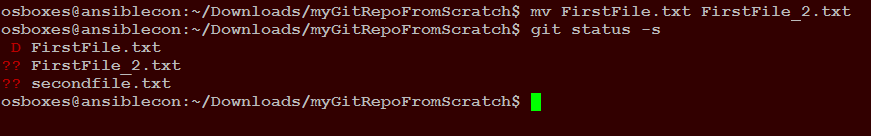 osboxes@ansiblecon:~/Downloads/myGitRepoFromScratch$ mv FirstFile.txt FirstFile_2.txt
osboxes@ansiblecon:~/Downloads/myGitRepoFromScratch$ git status -s
 D FirstFile.txt
?? FirstFile_2.txt
?? secondfile.txt
osboxes@ansiblecon:~/Downloads/myGitRepoFromScratch$